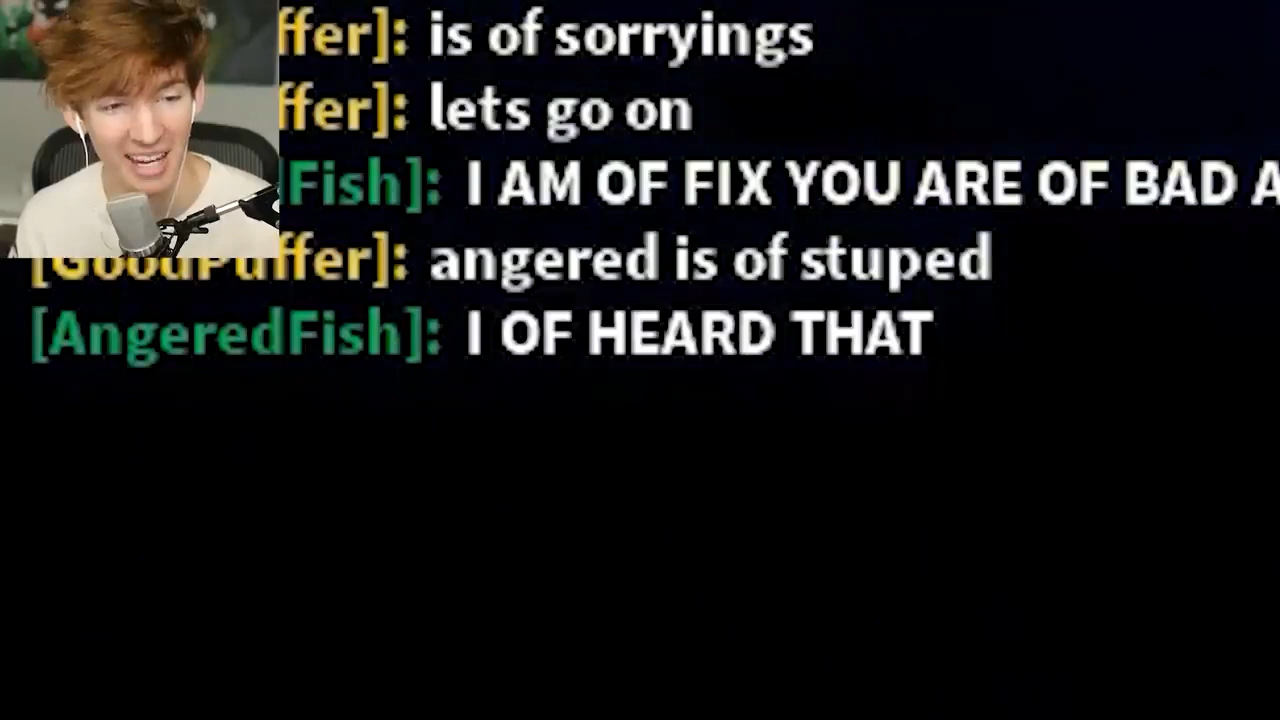 ffer]: is of sorryings
ffer]: lets go on
Fish]: I AM OF FIX YOU ARE OF BAD A
[GoodPuffer]: angered is of stuped
[AngeredFish]: I OF HEARD THAT